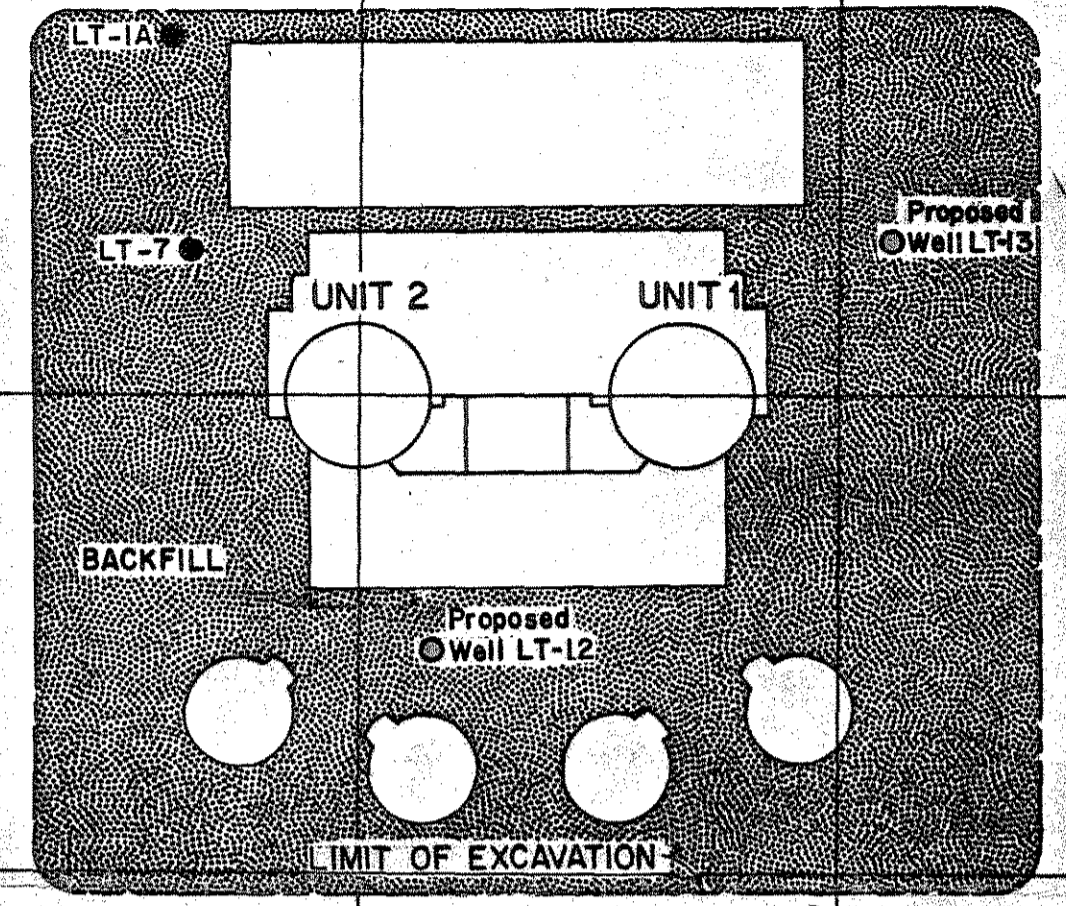 LT-1A
Proposed
Well LT-13
LT-7
UNIT 2
UNIT 1
BACKFILL
Proposed
Well LT-12
LIMIT OF EXCAVATION